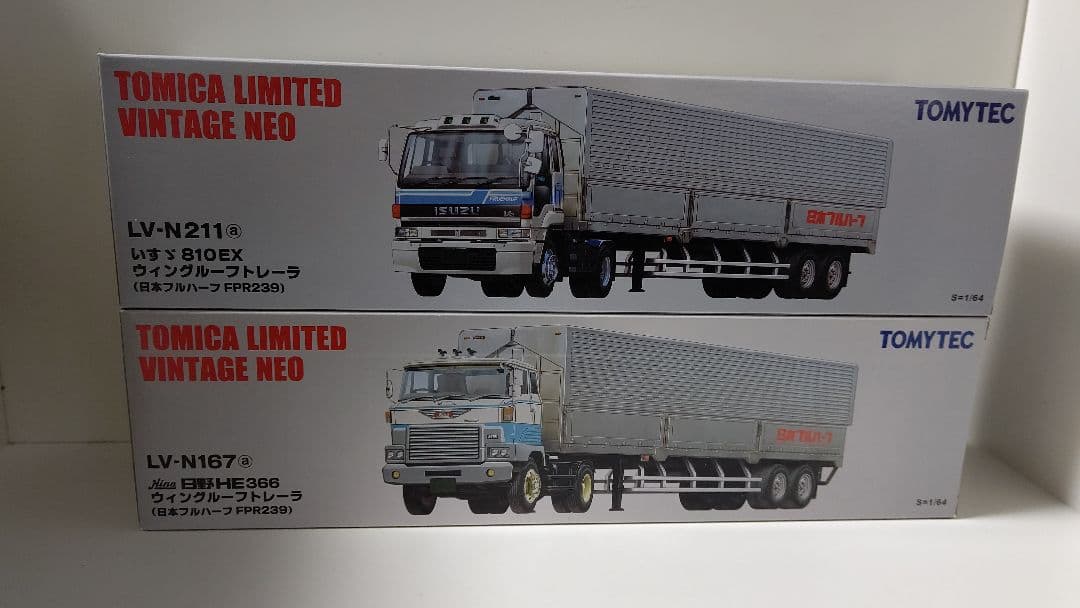 TOMICA LIMITED
VINTAGE NEO
TOMYTEC
FRUEHAUF
ISUZU
日本フルハーフ
LV-N211ⓐ
いすゞ810EX
ウィングルーフトレーラ
(日本フルハーフ FPR239)
S=1/64
TOMICA LIMITED
VINTAGE NEO
TOMYTEC
日本フルハーフ
LV-N167ⓐ
Hino 日野HE366
ウィングルーフトレーラ
(日本フルハーフ FPR239)
S=1/64